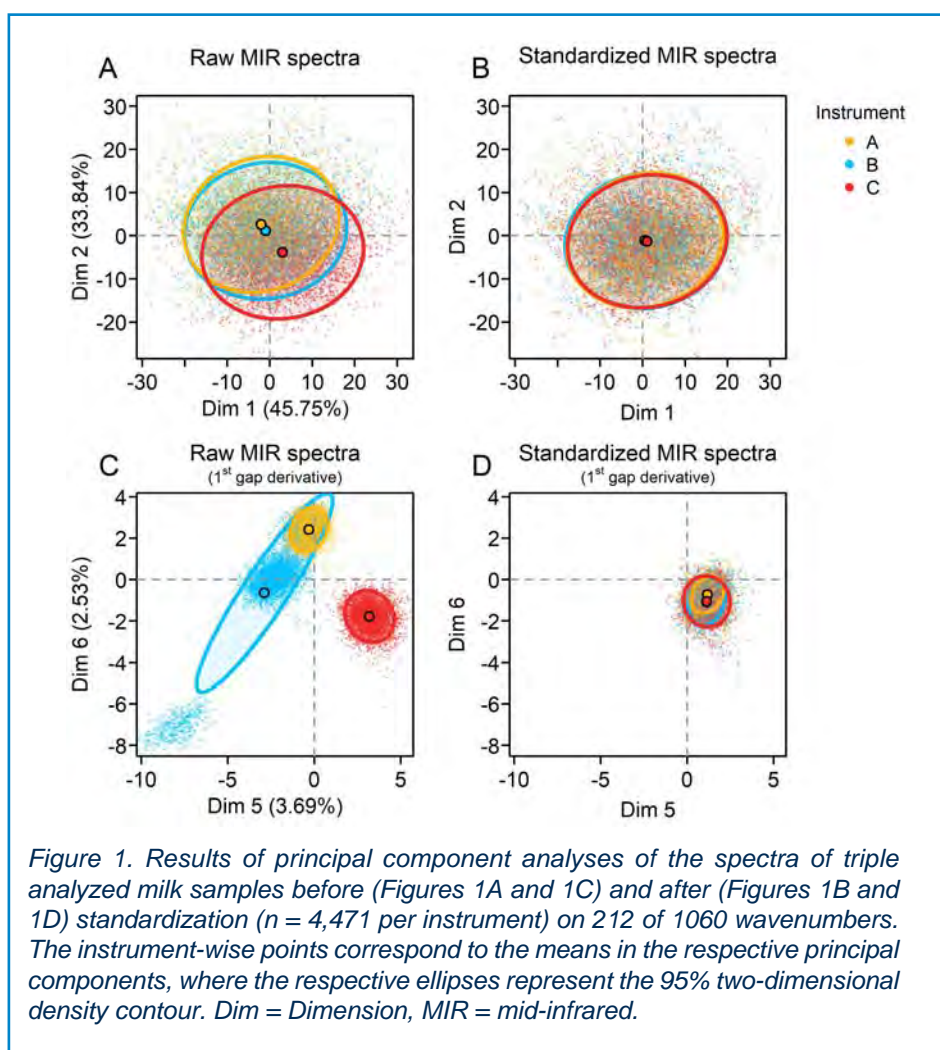 A
Raw MIR spectra
30
20
10
0
-10
-20
Dim 2 (33.84%)
-30 -20 -10 0 10 20 30
Dim 1 (45.75%)
B
Standardized MIR spectra
30
20
10
0
-10
-20
Dim 2
-30 -20 -10 0 10 20 30
Dim 1
Instrument
A
B
C
C
Raw MIR spectra
(1st gap derivative)
4
2
0
-2
-4
-6
-8
Dim 6 (2.53%)
-10 -5 0 5
Dim 5 (3.69%)
D
Standardized MIR spectra
(1st gap derivative)
4
2
0
-2
-4
-6
-8
Dim 6
-10 -5 0 5
Dim 5
Figure 1. Results of principal component analyses of the spectra of triple
analyzed milk samples before (Figures 1A and 1C) and after (Figures 1B and
1D) standardization (n = 4,471 per instrument) on 212 of 1060 wavenumbers.
The instrument-wise points correspond to the means in the respective principal
components, where the respective ellipses represent the 95% two-dimensional
density contour. Dim = Dimension, MIR = mid-infrared.